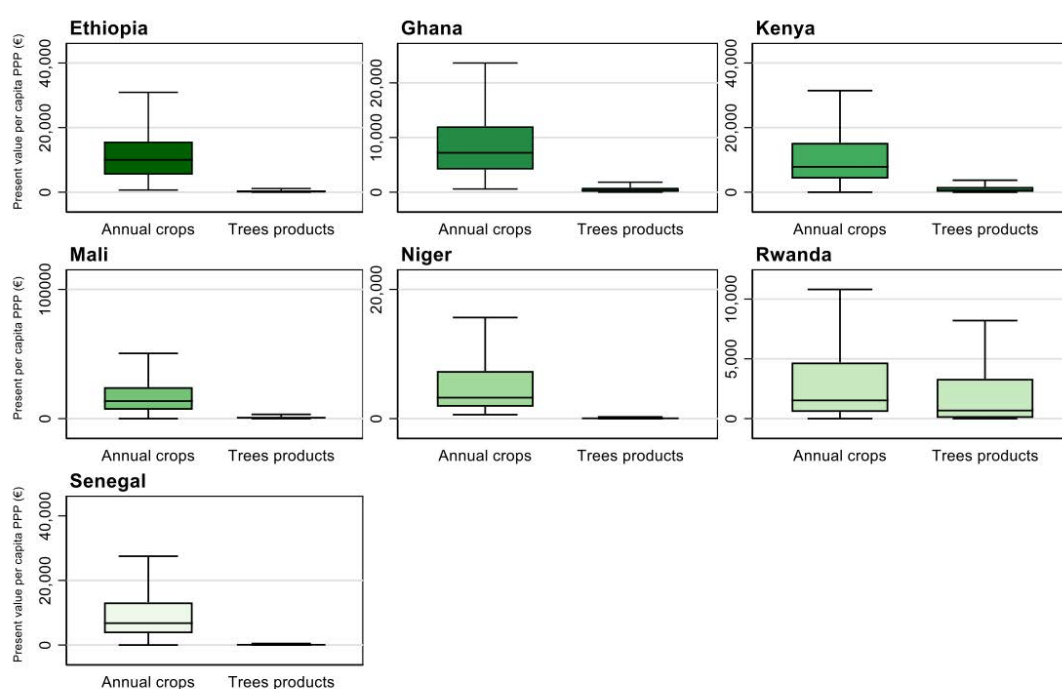 Ethiopia
Present value per capita PPP (€)
40,000
20,000
0
Annual crops Trees products
Ghana
20,000
10,000
0
Annual crops Trees products
Kenya
40,000
20,000
0
Annual crops Trees products
Mali
Present per capita PPP (€)
100000
0
Annual crops Trees products
Niger
20,000
0
Annual crops Trees products
Rwanda
10,000
5,000
0
Annual crops Trees products
Senegal
Present value per capita PPP (€)
40,000
20,000
0
Annual crops Trees products